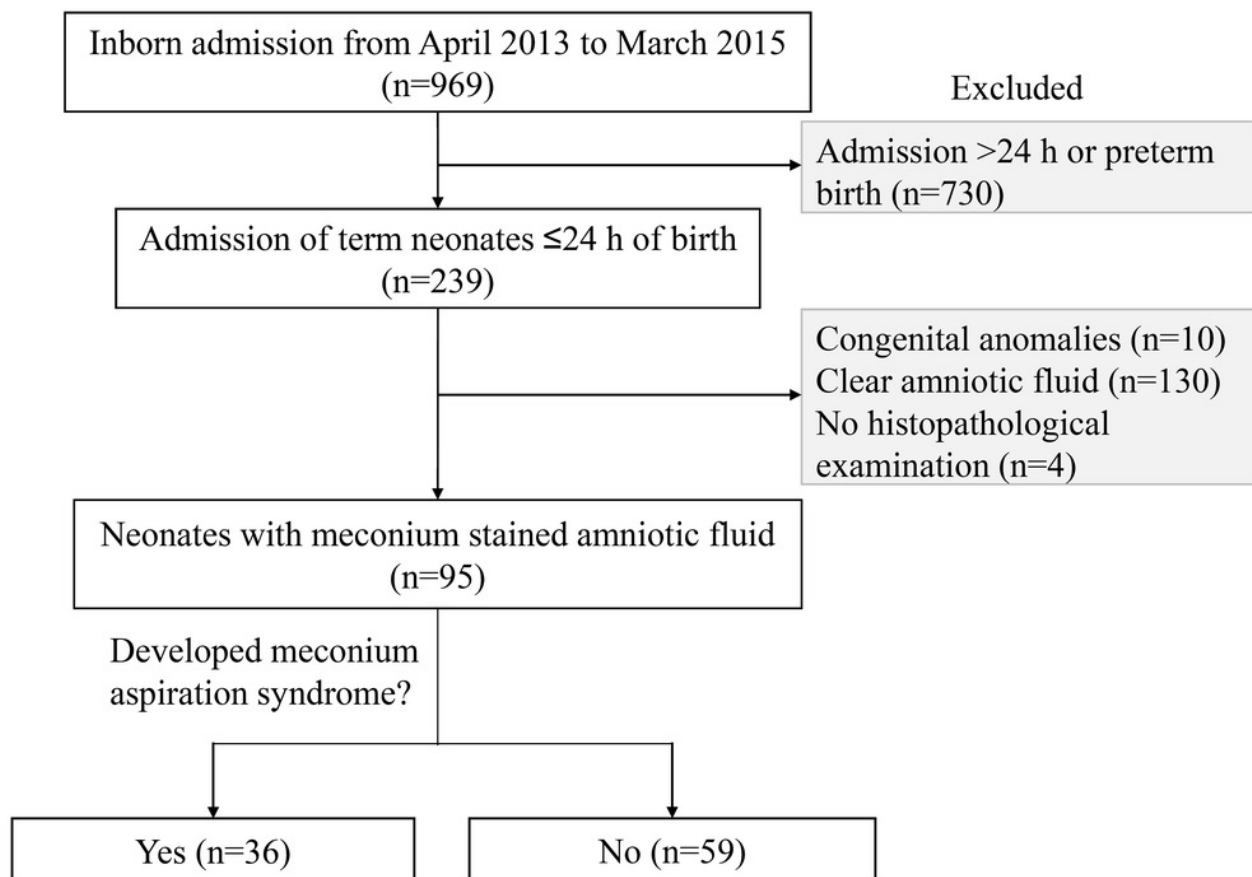 Inborn admission from April 2013 to March 2015
(n=969)
Excluded
Admission >24 h or preterm
birth (n=730)
Admission of term neonates ≤24 h of birth
(n=239)
Congenital anomalies (n=10)
Clear amniotic fluid (n=130)
No histopathological
examination (n=4)
Neonates with meconium stained amniotic fluid
(n=95)
Developed meconium
aspiration syndrome?
Yes (n=36)
No (n=59)